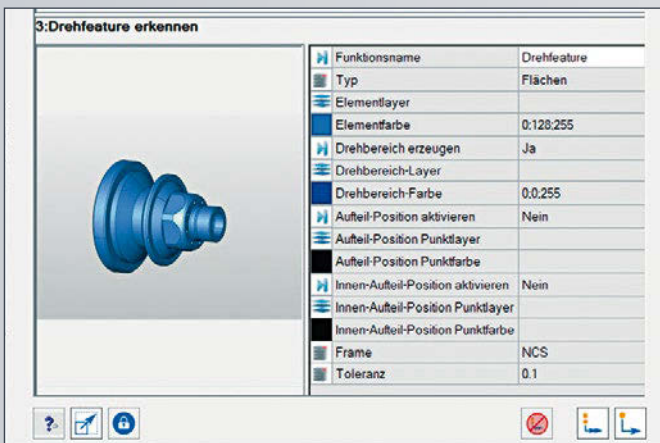 3:Drehfeature erkennen
Funktionsname Drehfeature
Typ Flächen
Elementlayer
Elementfarbe 0;128;255
Drehbereich erzeugen Ja
Drehbereich-Layer
Drehbereich-Farbe 0;0;255
Aufteil-Position aktivieren Nein
Aufteil-Position Punktlayer
Aufteil-Position Punktfarbe
Innen-Aufteil-Position aktivieren Nein
Innen-Aufteil-Position Punktlayer
Innen-Aufteil-Position Punktfarbe
Frame NCS
Toleranz 0.1
?